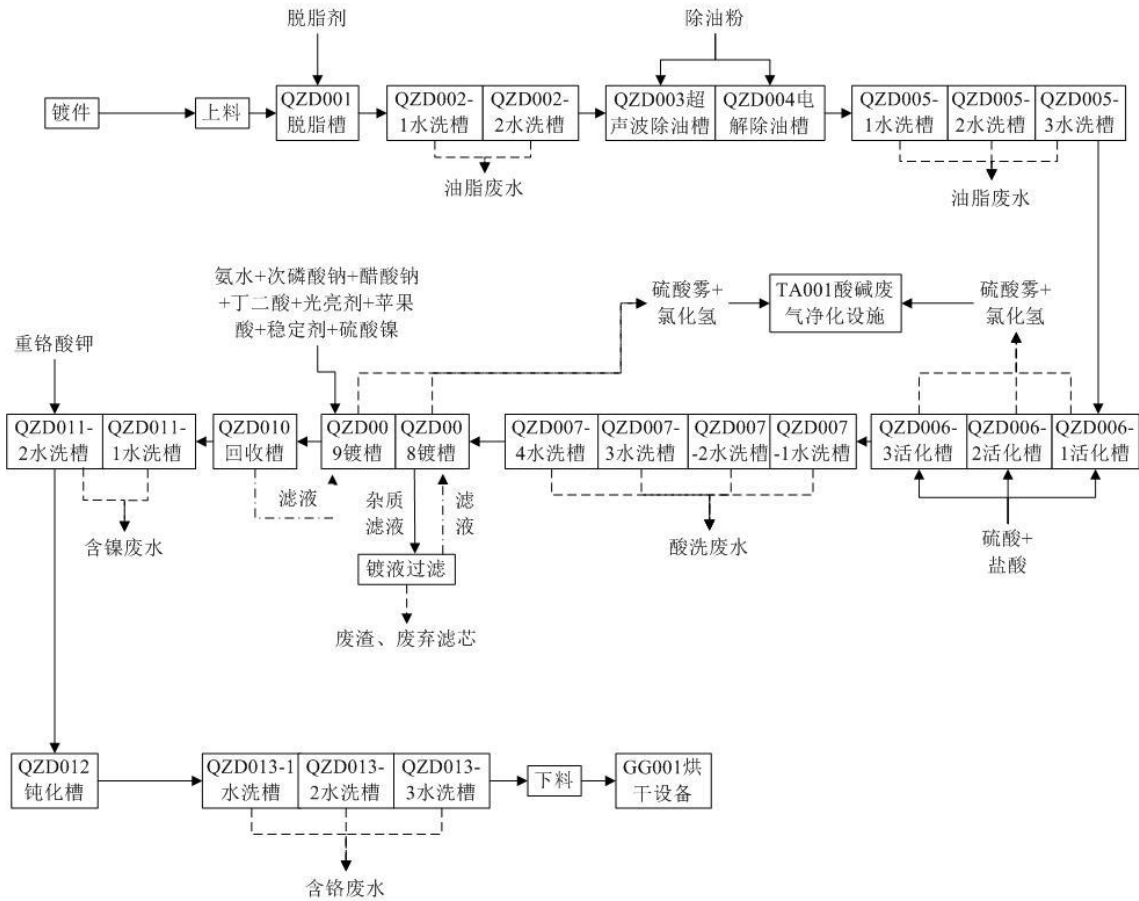 脱脂剂
除油粉
镀件
上料
QZD001
脱脂槽
QZD002-
1水洗槽
QZD002-
2水洗槽
QZD003超
声波除油槽
QZD004电
解除油槽
QZD005-
1水洗槽
QZD005-
2水洗槽
QZD005-
3水洗槽
油脂废水
油脂废水
氨水+次磷酸钠+醋酸钠
+丁二酸+光亮剂+苹果
酸+稳定剂+硫酸镍
硫酸雾+
氯化氢
TA001酸碱废
气净化设施
硫酸雾+
氯化氢
重铬酸钾
QZD011-
2水洗槽
QZD011-
1水洗槽
QZD010
回收槽
QZD00
9镀槽
QZD00
8镀槽
QZD007-
4水洗槽
QZD007-
3水洗槽
QZD007
-2水洗槽
QZD007
-1水洗槽
QZD006-
3活化槽
QZD006-
2活化槽
QZD006-
1活化槽
滤液
杂质
滤液
滤
液
含镍废水
酸洗废水
硫酸+
盐酸
镀液过滤
废渣、废弃滤芯
QZD012
钝化槽
QZD013-1
水洗槽
QZD013-
2水洗槽
QZD013-
3水洗槽
下料
GG001烘
干设备
含铬废水